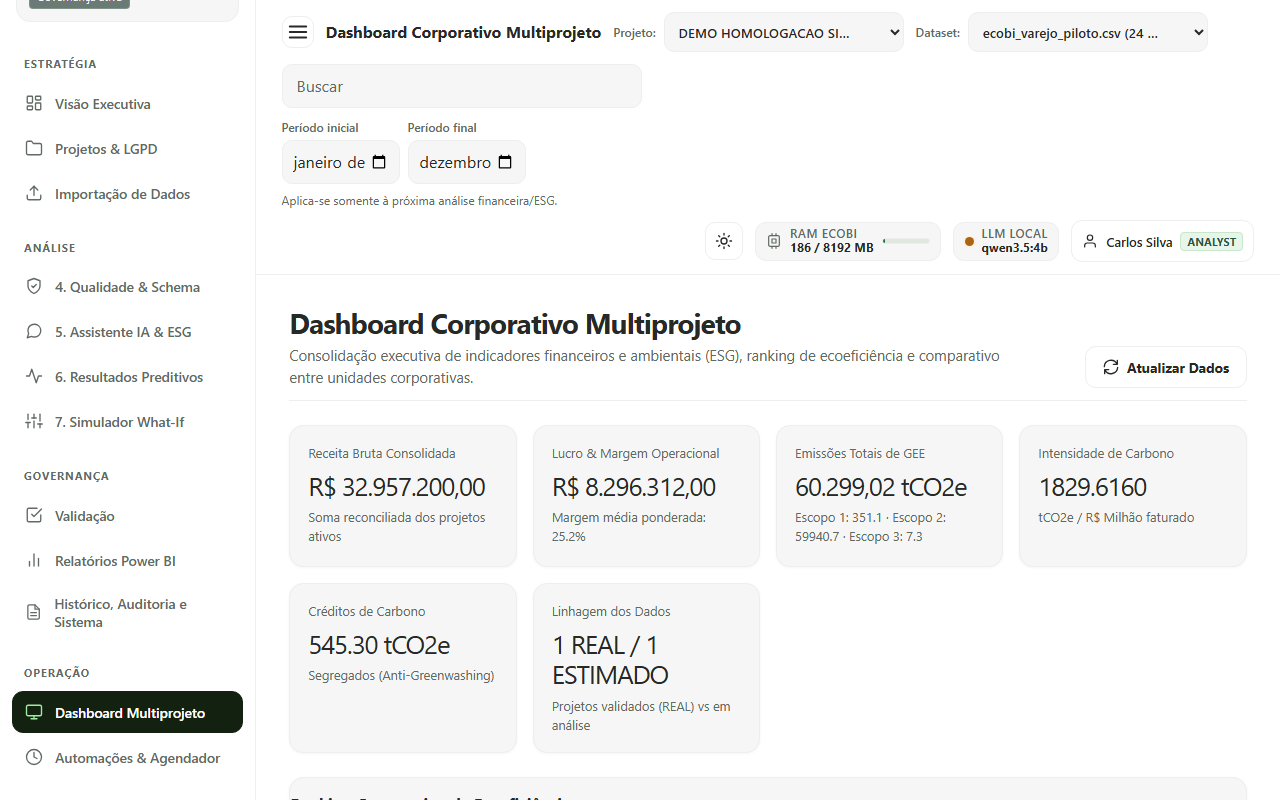 ESTRATÉGIA
Visão Executiva
Projetos & LGPD
Importação de Dados
ANÁLISE
4. Qualidade & Schema
5. Assistente IA & ESG
6. Resultados Preditivos
7. Simulador What-If
GOVERNANÇA
Validação
Relatórios Power BI
Histórico, Auditoria e
Sistema
OPERAÇÃO
Dashboard Multiprojeto
Automações & Agendador
Dashboard Corporativo Multiprojeto
Projeto:
DEMO HOMOLOGACAO SI...
Dataset:
ecobi_varejo_piloto.csv (24 ...
Buscar
Período inicial
Período final
janeiro de
dezembro
Aplica-se somente à próxima análise financeira/ESG.
RAM ECOBI
186 / 8192 MB
LLM LOCAL
qwen3.5:4b
Carlos Silva
ANALYST
Dashboard Corporativo Multiprojeto
Consolidação executiva de indicadores financeiros e ambientais (ESG), ranking de ecoeficiência e comparativo
entre unidades corporativas.
Atualizar Dados
Receita Bruta Consolidada
R$ 32.957.200,00
Soma reconciliada dos projetos
ativos
Lucro & Margem Operacional
R$ 8.296.312,00
Margem média ponderada:
25.2%
Emissões Totais de GEE
60.299,02 tCO2e
Escopo 1: 351.1 · Escopo 2:
59940.7 · Escopo 3: 7.3
Intensidade de Carbono
1829.6160
tCO2e / R$ Milhão faturado
Créditos de Carbono
545.30 tCO2e
Segregados (Anti-Greenwashing)
Linhagem dos Dados
1 REAL / 1
ESTIMADO
Projetos validados (REAL) vs em
análise